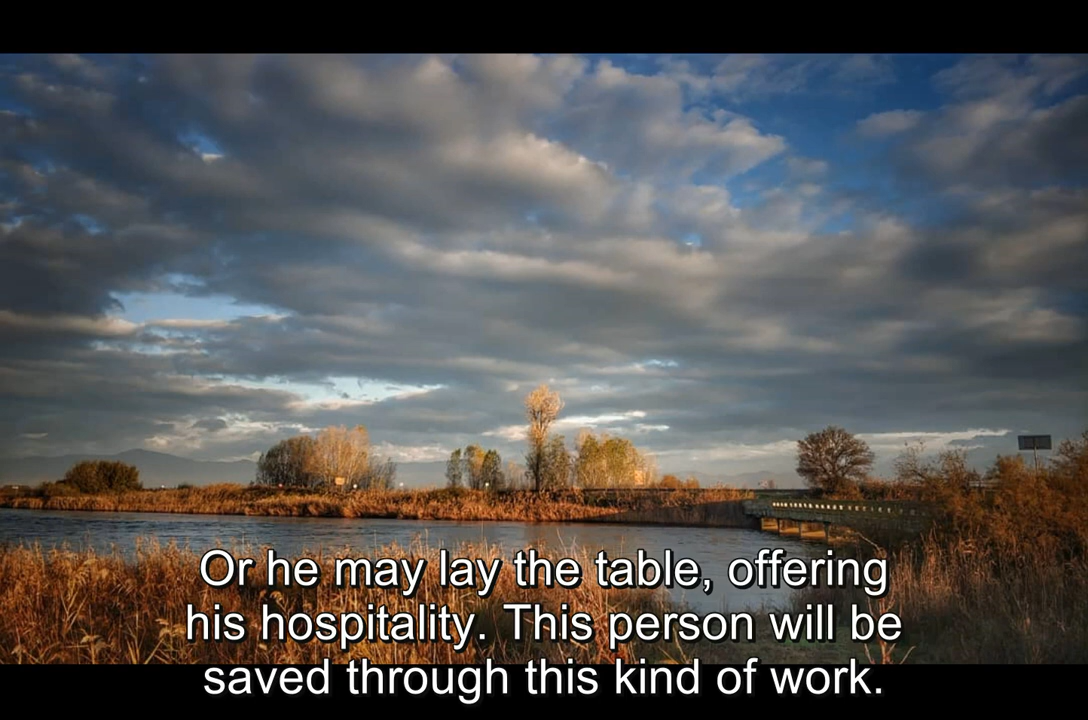 Or he may lay the table, offering
his hospitality. This person will be
saved through this kind of work.